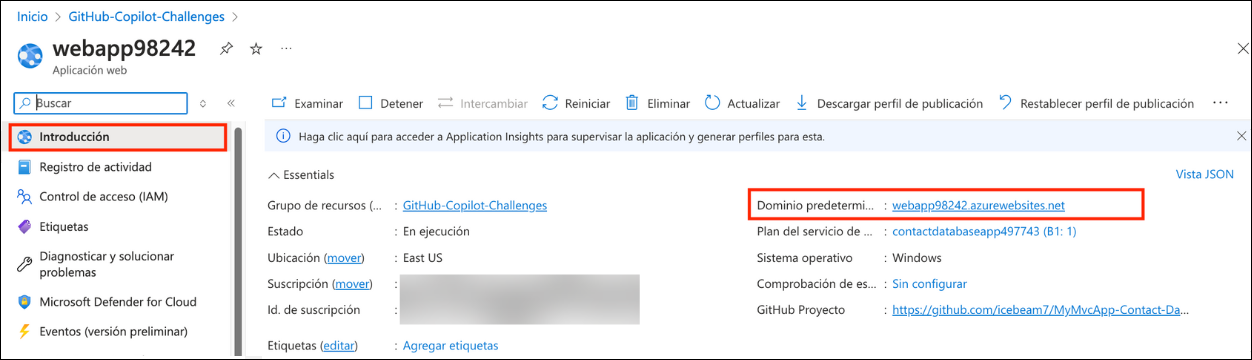 Inicio > GitHub-Copilot-Challenges >
webapp98242
Aplicación web
Buscar
Examinar Detener Intercambiar Reiniciar Eliminar Actualizar Descargar perfil de publicación Restablecer perfil de publicación ...
Introducción
Haga clic aquí para acceder a Application Insights para supervisar la aplicación y generar perfiles para esta.
Registro de actividad
Control de acceso (IAM)
Etiquetas
Diagnosticar y solucionar
problemas
Microsoft Defender for Cloud
Eventos (versión preliminar)
Essentials
Vista JSON
Grupo de recursos (... : GitHub-Copilot-Challenges
Estado : En ejecución
Ubicación (mover) : East US
Suscripción (mover) :
Id. de suscripción :
Etiquetas (editar) : Agregar etiquetas
Dominio predetermi... : webapp98242.azurewebsites.net
Plan del servicio de ... : contactdatabaseapp497743 (B1: 1)
Sistema operativo : Windows
Comprobación de es... : Sin configurar
GitHub Proyecto : https://github.com/icebeam7/MyMvcApp-Contact-Da...